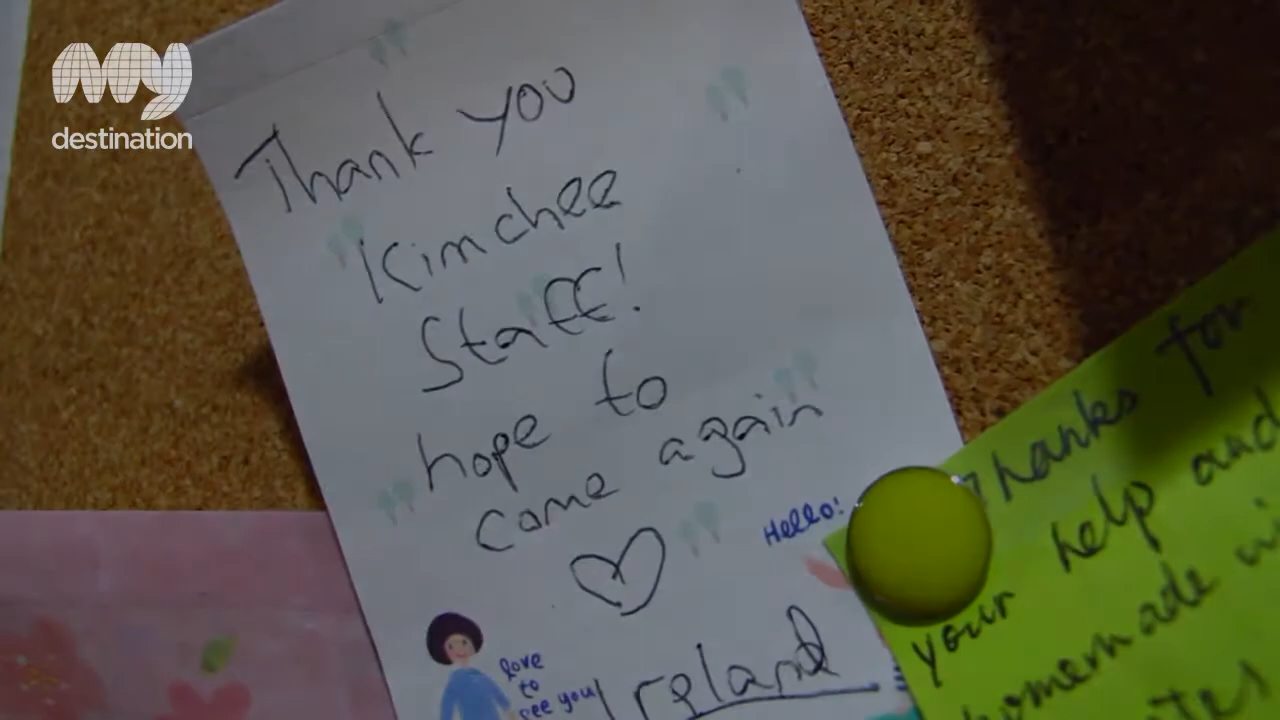 my
destination
Thank you
Kimchee
Staff!
hope to
come again
Hello!
love
to
see you
Ireland
Thanks for
your help and
homemade